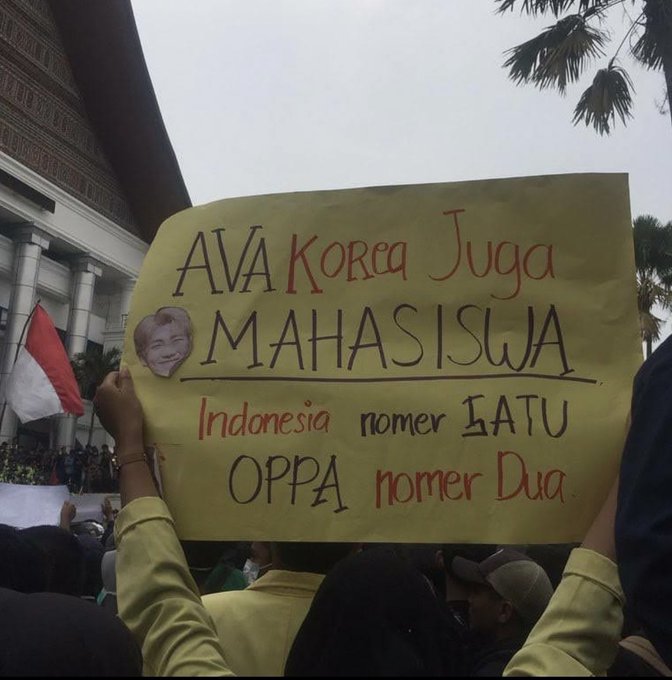 AVA Korea Juga
MAHASISWA
Indonesia nomer SATU
OPPA nomer Dua